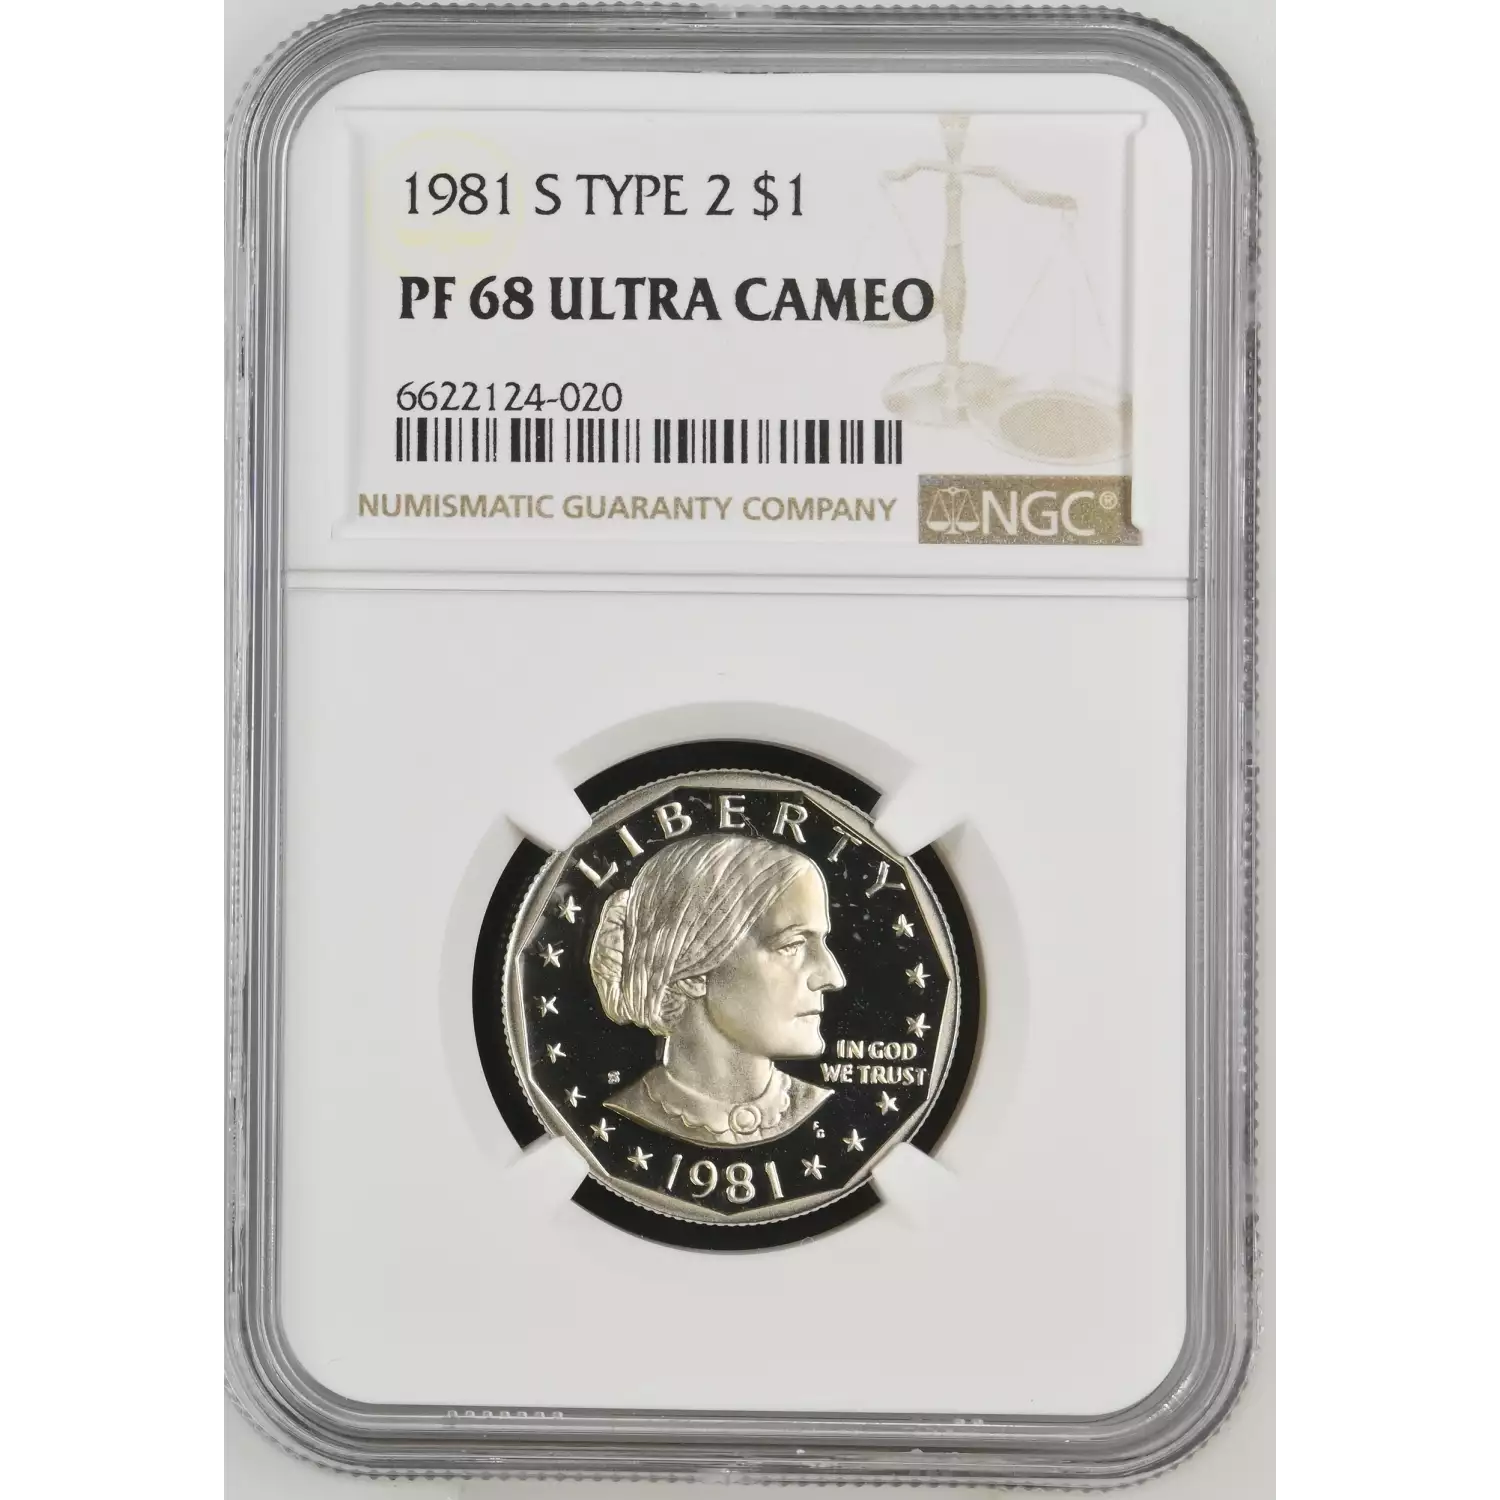 1981 S TYPE 2 $1
PF 68 ULTRA CAMEO
6622124-020
NUMISMATIC GUARANTY COMPANY
NGC®
LIBERTY
IN GOD
WE TRUST
S
FG
1981